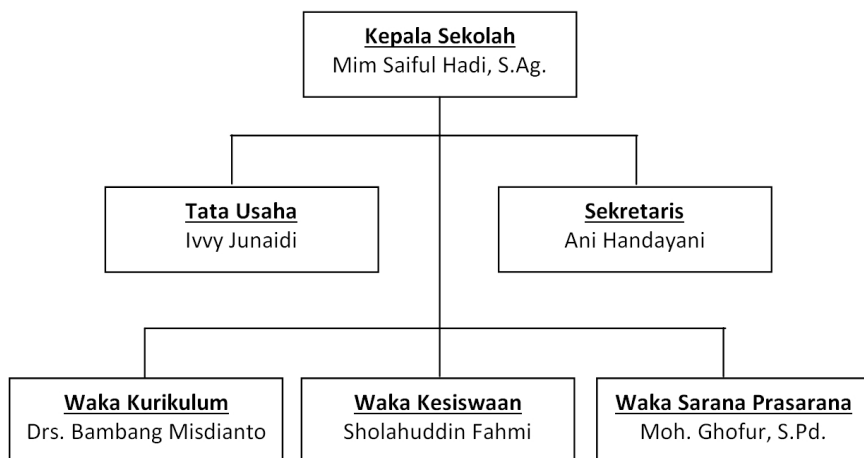 Kepala Sekolah
Mim Saiful Hadi, S.Ag.
Tata Usaha
Ivvy Junaidi
Sekretaris
Ani Handayani
Waka Kurikulum
Drs. Bambang Misdianto
Waka Kesiswaan
Sholahuddin Fahmi
Waka Sarana Prasarana
Moh. Ghofur, S.Pd.